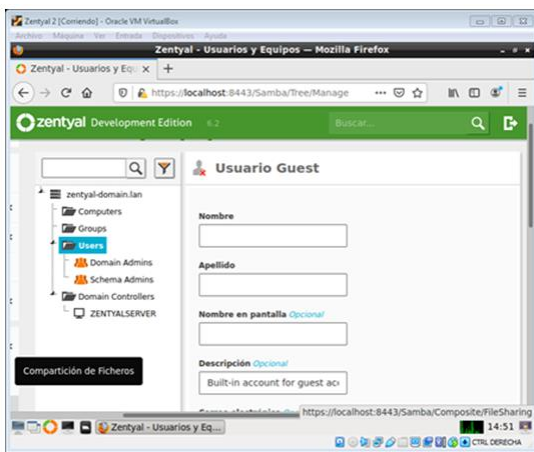 Zentyal 2 [Corriendo] - Oracle VM VirtualBox
Archivo Máquina Ver Entrada Dispositivos Ayuda
Zentyal - Usuarios y Equipos — Mozilla Firefox
Zentyal - Usuarios y Equ
https://localhost:8443/Samba/Tree/Manage
zentyal Development Edition 6.2
Buscar...
zentyal-domain.lan
Computers
Groups
Users
Domain Admins
Schema Admins
Domain Controllers
ZENTYALSERVER
Compartición de Ficheros
Usuario Guest
Nombre
Apellido
Nombre en pantalla Opcional
Descripción Opcional
Built-in account for guest acc
https://localhost:8443/Samba/Composite/FileSharing
Zentyal - Usuarios y Eq...
14:51
CTRL DERECHA